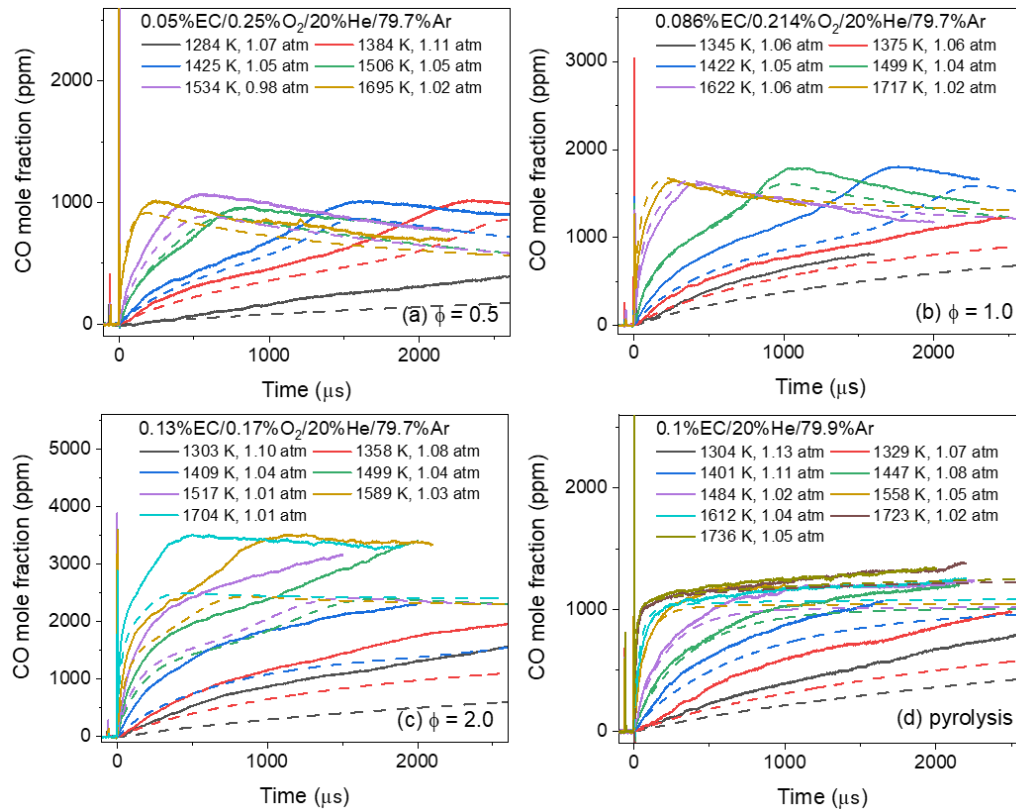 0.05%EC/0.25%O₂/20%He/79.7%Ar
1284 K, 1.07 atm 1384 K, 1.11 atm
1425 K, 1.05 atm 1506 K, 1.05 atm
1534 K, 0.98 atm 1695 K, 1.02 atm
2000
1000
0
CO mole fraction (ppm)
(a) ϕ = 0.5
0 1000 2000
Time (μs)
0.086%EC/0.214%O₂/20%He/79.7%Ar
1345 K, 1.06 atm 1375 K, 1.06 atm
1422 K, 1.05 atm 1499 K, 1.04 atm
1622 K, 1.06 atm 1717 K, 1.02 atm
3000
2000
1000
0
CO mole fraction (ppm)
(b) ϕ = 1.0
0 1000 2000
Time (μs)
0.13%EC/0.17%O₂/20%He/79.7%Ar
1303 K, 1.10 atm 1358 K, 1.08 atm
1409 K, 1.04 atm 1499 K, 1.04 atm
1517 K, 1.01 atm 1589 K, 1.03 atm
1704 K, 1.01 atm
5000
4000
3000
2000
1000
0
CO mole fraction (ppm)
(c) ϕ = 2.0
0 1000 2000
Time (μs)
0.1%EC/20%He/79.9%Ar
1304 K, 1.13 atm 1329 K, 1.07 atm
1401 K, 1.11 atm 1447 K, 1.08 atm
1484 K, 1.02 atm 1558 K, 1.05 atm
1612 K, 1.04 atm 1723 K, 1.02 atm
1736 K, 1.05 atm
2000
1000
0
CO mole fraction (ppm)
(d) pyrolysis
0 1000 2000
Time (μs)